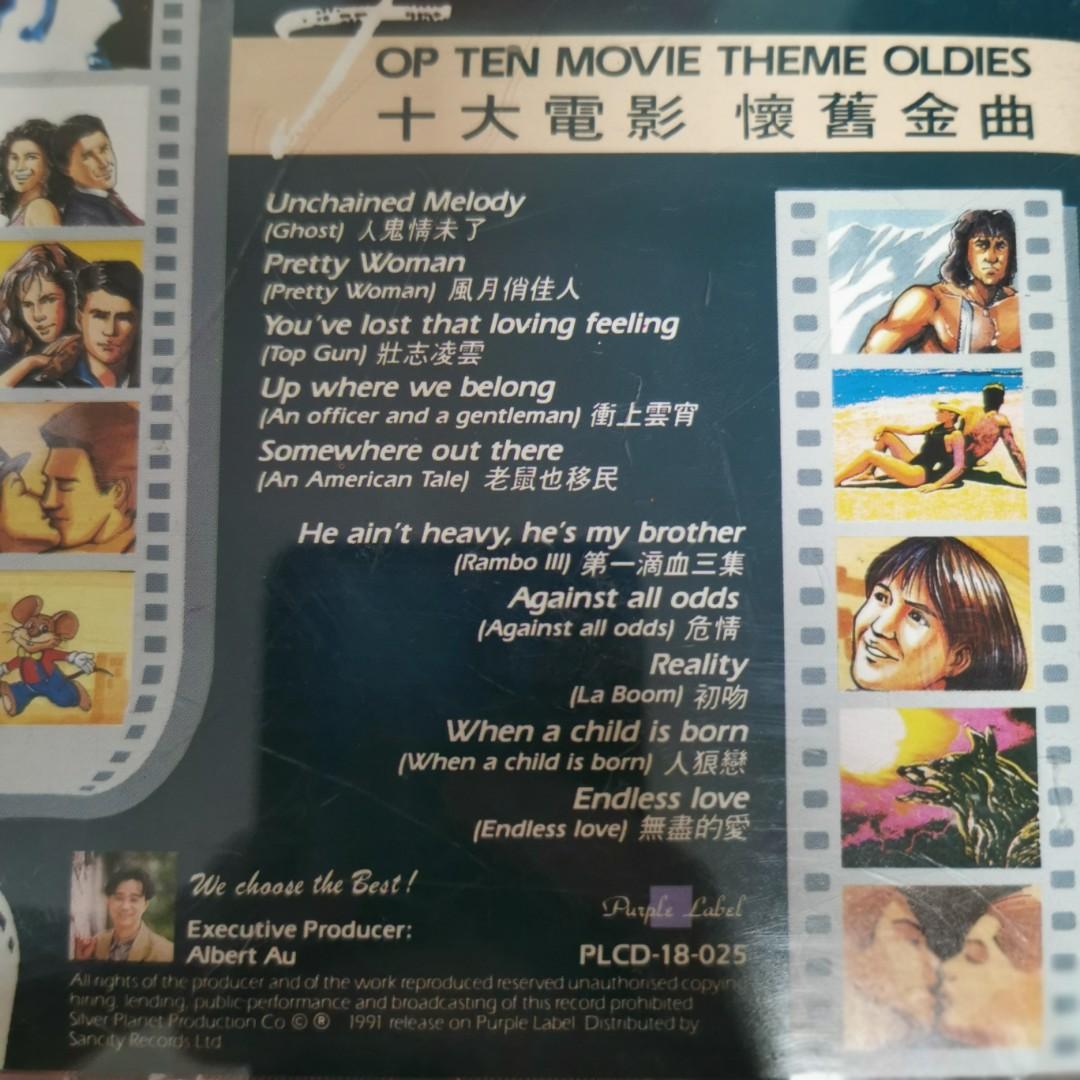 TOP TEN MOVIE THEME OLDIES
十大電影 懷舊金曲
Unchained Melody
(Ghost) 人鬼情未了
Pretty Woman
(Pretty Woman) 風月俏佳人
You've lost that loving feeling
(Top Gun) 壯志凌雲
Up where we belong
(An officer and a gentleman) 衝上雲宵
Somewhere out there
(An American Tale) 老鼠也移民
He ain't heavy, he's my brother
(Rambo III) 第一滴血三集
Against all odds
(Against all odds) 危情
Reality
(La Boom) 初吻
When a child is born
(When a child is born) 人狼戀
Endless love
(Endless love) 無盡的愛
We choose the Best!
Executive Producer:
Albert Au
Purple Label
PLCD-18-025
All rights of the producer and of the work reproduced reserved unauthorised copying
hiring, lending, public performance and broadcasting of this record prohibited
Silver Planet Production Co © ® 1991 release on Purple Label Distributed by
Sancity Records Ltd